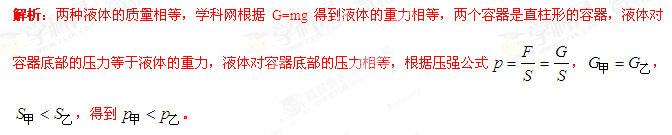 解析：两种液体的质量相等，学科网根据 G=mg 得到液体的重力相等，两个容器是直柱形的容器，液体对
容器底部的压力等于液体的重力，液体对容器底部的压力相等，根据压强公式 p = F/S = G/S ， G甲 = G乙 ，
S甲 < S乙 ，得到 p甲 < p乙 。